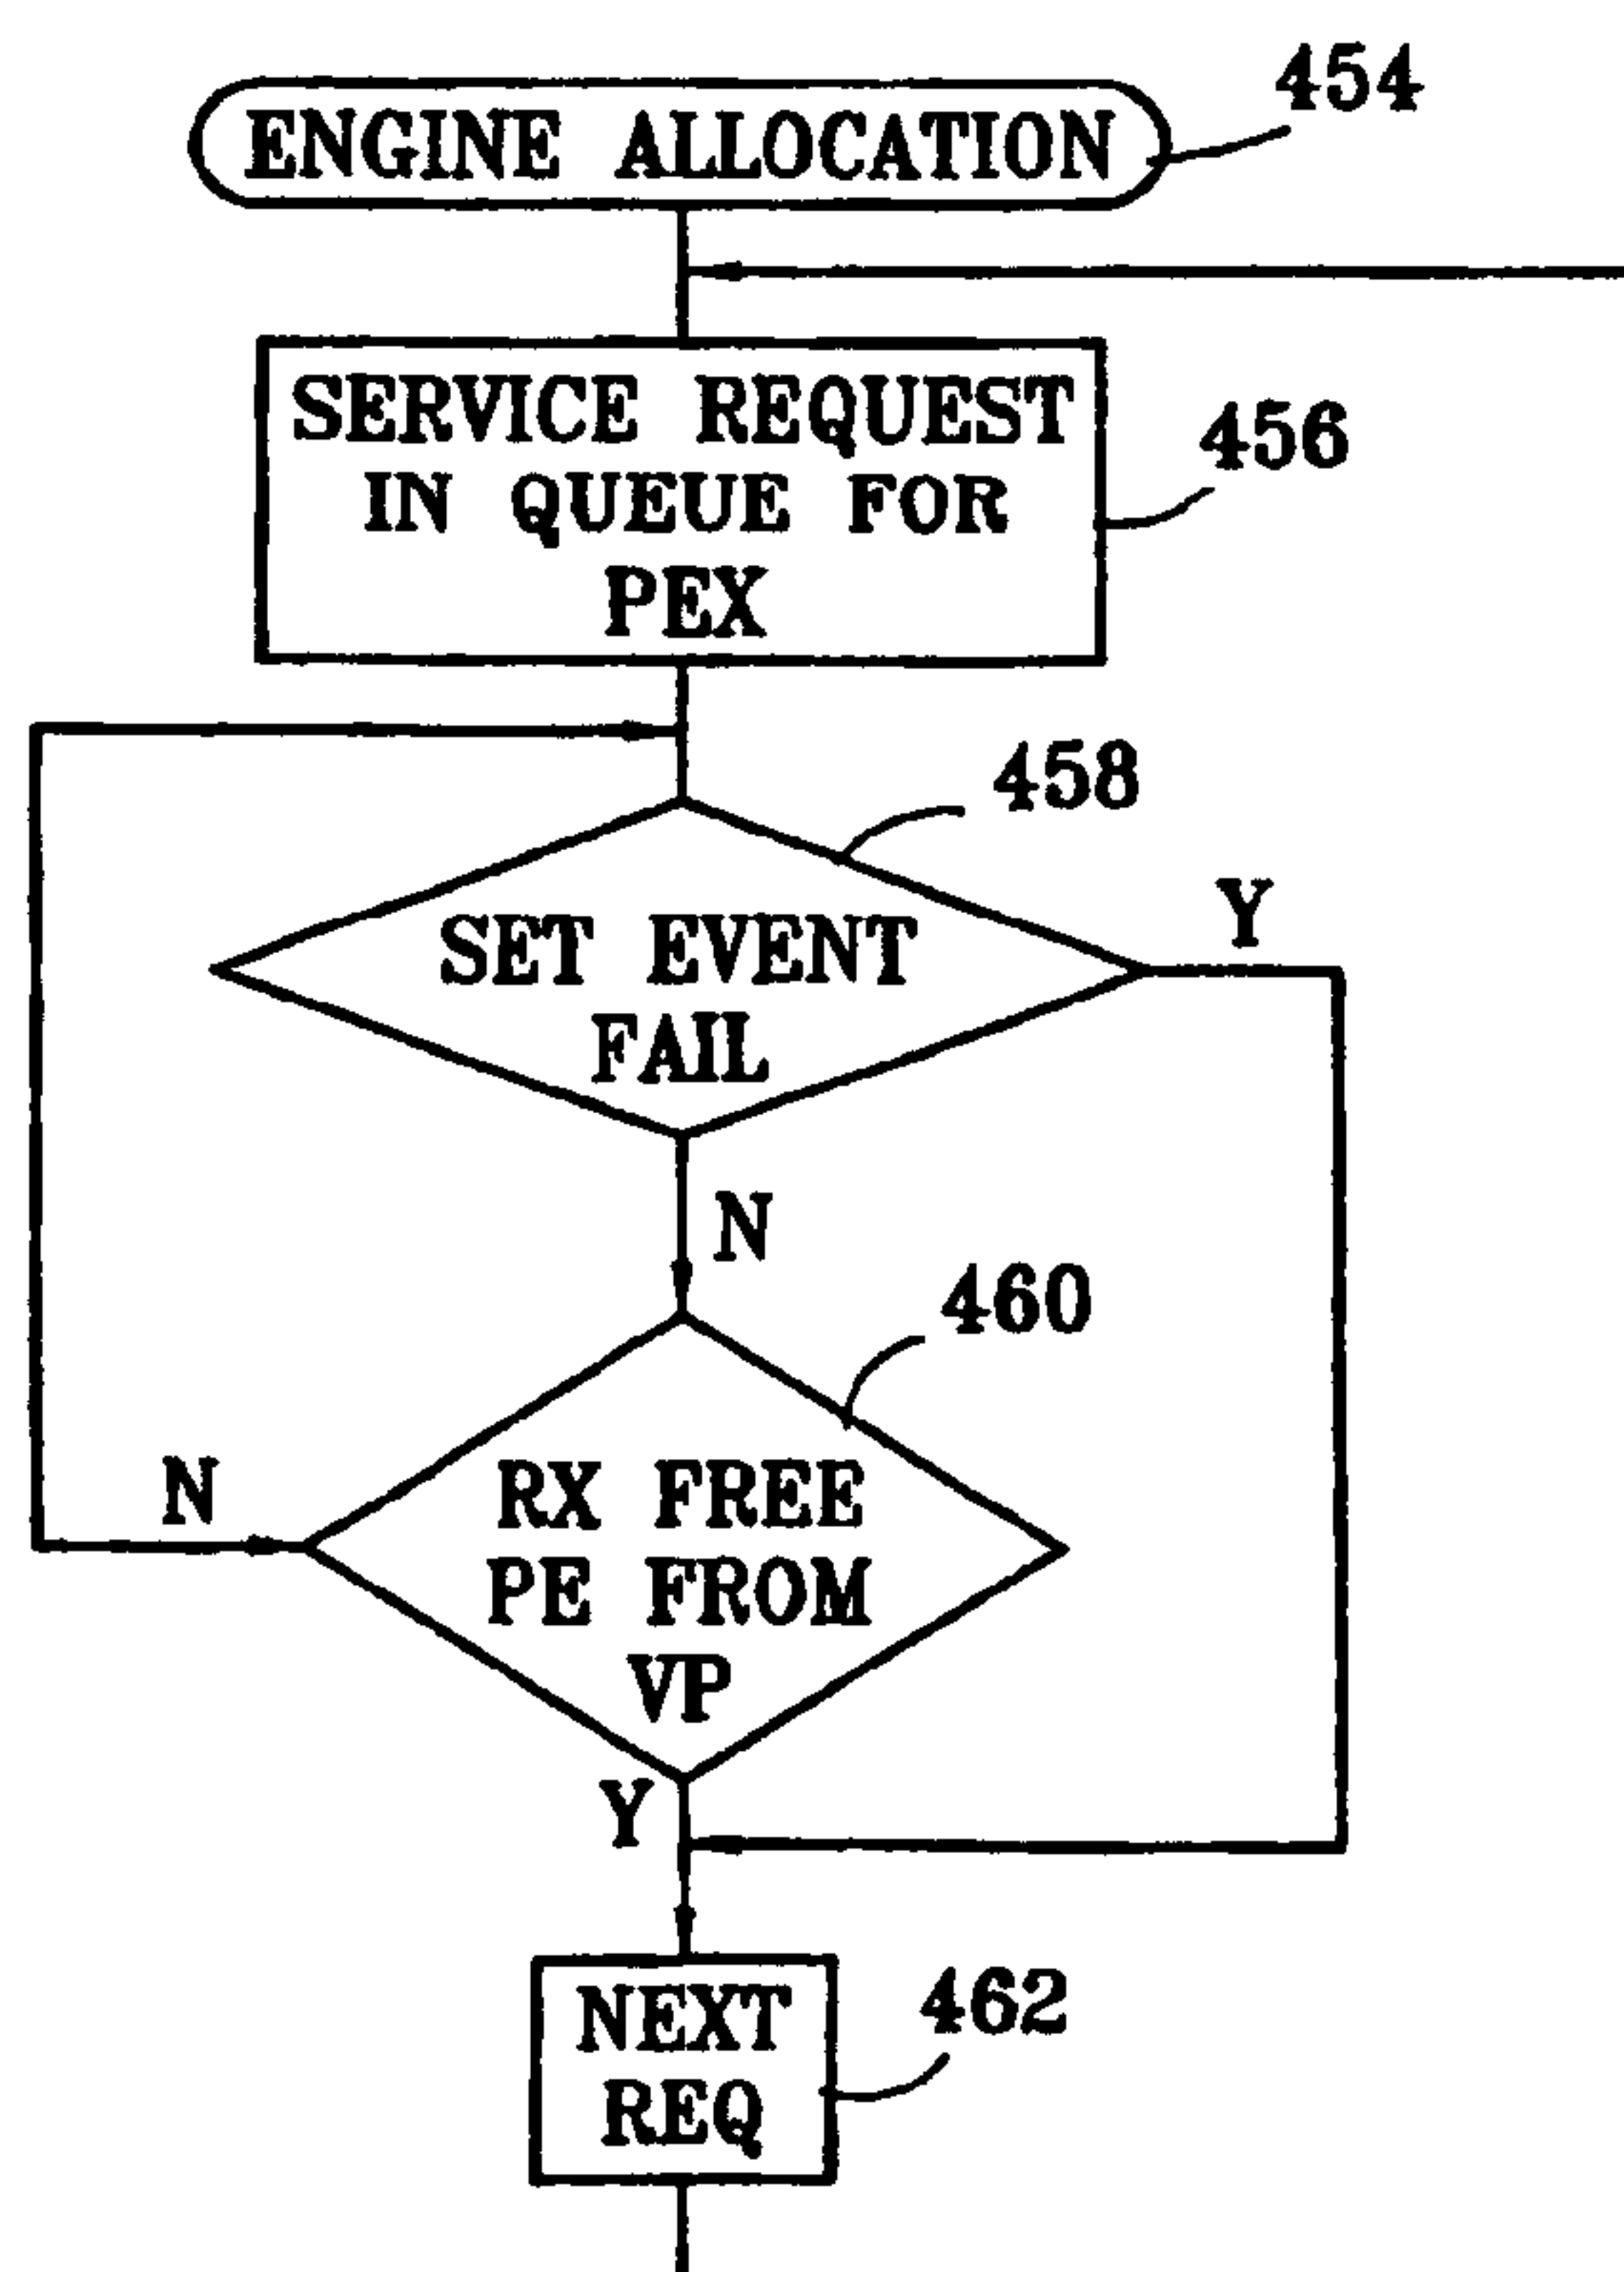 454
ENGINE ALLOCATION
SERVICE REQUEST
IN QUEUE FOR
PEX
456
458
SET EVENT
FAIL
Y
N
460
RX FREE
PE FROM
VP
N
Y
NEXT
REQ
462